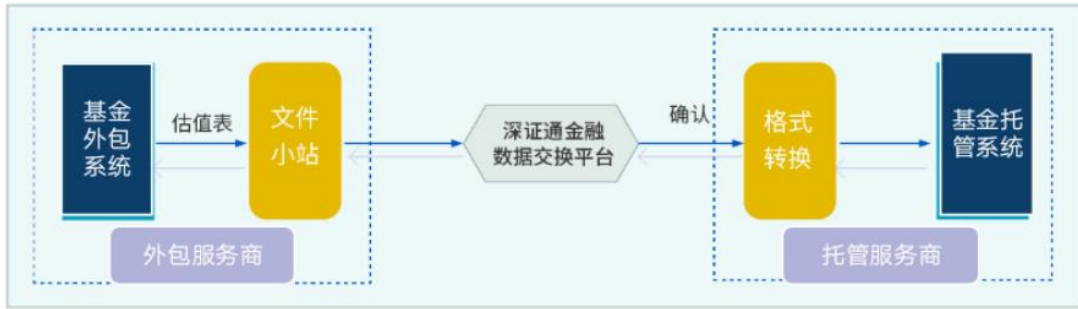 基金
外包
系统
估值表
文件
小站
深证通金融
数据交换平台
确认
格式
转换
基金托
管系统
外包服务商
托管服务商